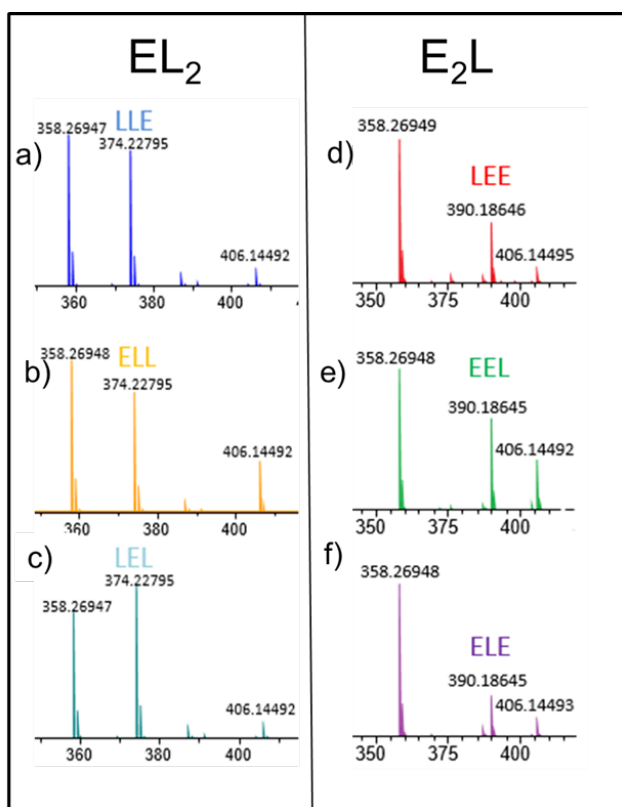 EL₂
E₂L
a)
358.26947
LLE
374.22795
406.14492
360
380
400
b)
358.26948
ELL
374.22795
406.14492
360
380
400
c)
LEL
374.22795
358.26947
406.14492
360
380
400
d)
358.26949
LEE
390.18646
406.14495
350
375
400
e)
358.26948
EEL
390.18645
406.14492
350
375
400
f)
358.26948
ELE
390.18645
406.14493
350
375
400